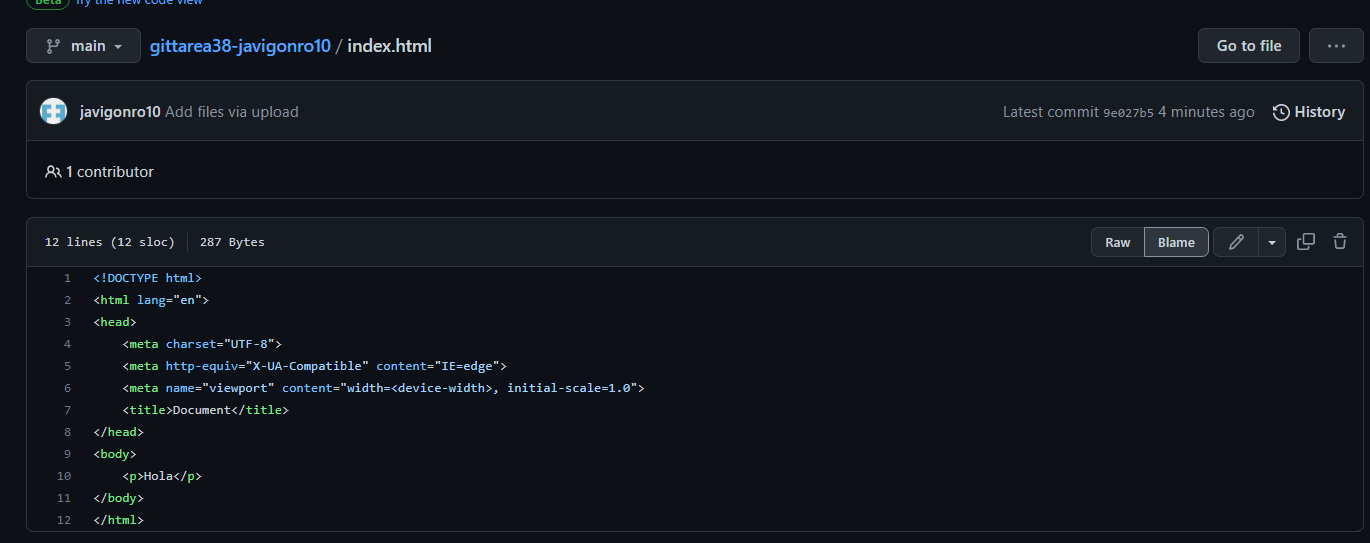 Beta Try the new code view
main gittarea38-javigonro10 / index.html Go to file ...
javigonro10 Add files via upload Latest commit 9e027b5 4 minutes ago History
1 contributor
12 lines (12 sloc) 287 Bytes Raw Blame
1 <!DOCTYPE html>
2 <html lang="en">
3 <head>
4     <meta charset="UTF-8">
5     <meta http-equiv="X-UA-Compatible" content="IE=edge">
6     <meta name="viewport" content="width=<device-width>, initial-scale=1.0">
7     <title>Document</title>
8 </head>
9 <body>
10     <p>Hola</p>
11 </body>
12 </html>